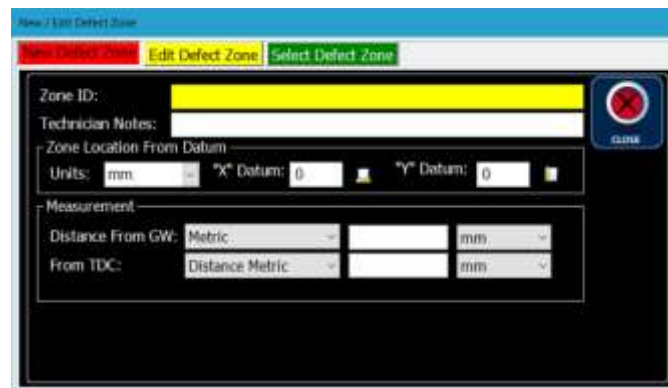 New / Edit Defect Zone
New Defect Zone Edit Defect Zone Select Defect Zone
Zone ID:
Technician Notes:
CLOSE
Zone Location From Datum
Units: mm "X" Datum: 0 "Y" Datum: 0
Measurement
Distance From GW: Metric mm
From TDC: Distance Metric mm